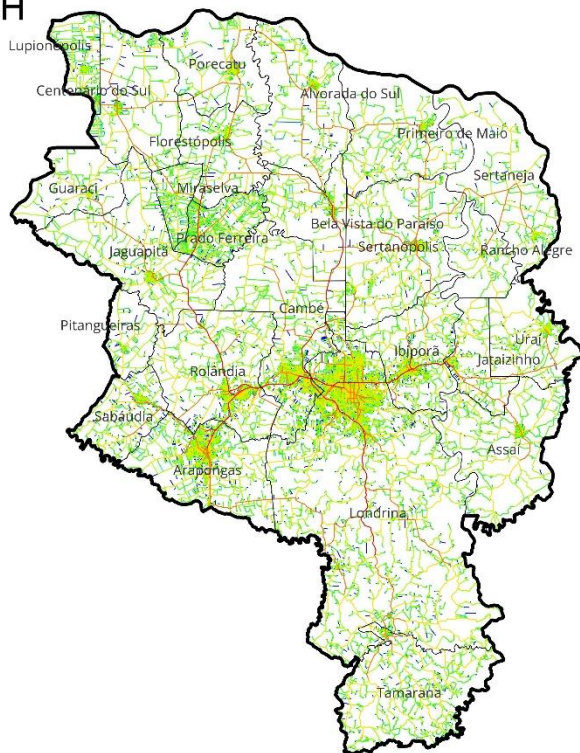 H
Lupionópolis
Porecatu
Centenário do Sul
Alvorada do Sul
Florestópolis
Primeiro de Maio
Guaraci
Miraselva
Sertaneja
Bela Vista do Paraíso
Prado Ferreira
Sertanópolis
Rancho Alegre
Jaguapitã
Cambé
Pitangueiras
Uraí
Ibiporã
Jataizinho
Rolândia
Sabáudia
Assaí
Arapongas
Londrina
Tamarana